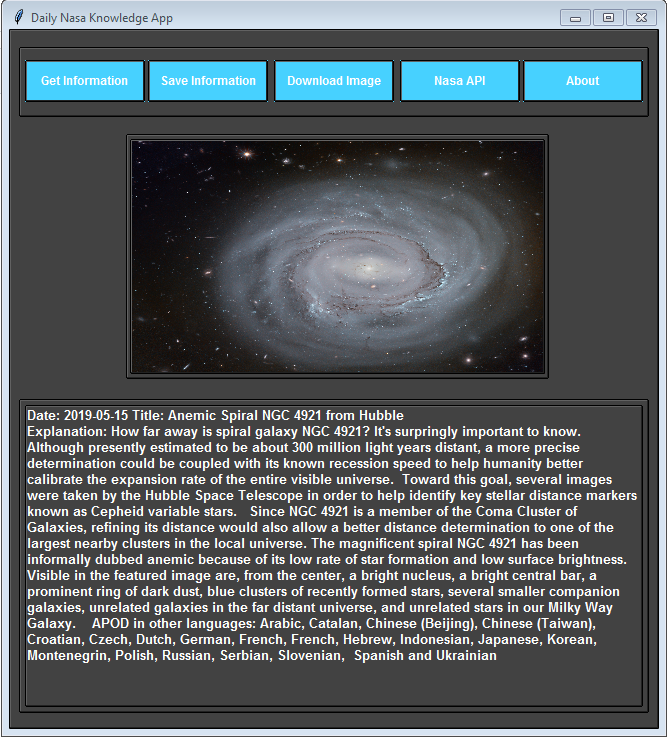 Daily Nasa Knowledge App
Get Information Save Information Download Image Nasa API About
Date: 2019-05-15 Title: Anemic Spiral NGC 4921 from Hubble
Explanation: How far away is spiral galaxy NGC 4921? It's surpringly important to know.
Although presently estimated to be about 300 million light years distant, a more precise
determination could be coupled with its known recession speed to help humanity better
calibrate the expansion rate of the entire visible universe.  Toward this goal, several images
were taken by the Hubble Space Telescope in order to help identify key stellar distance markers
known as Cepheid variable stars.   Since NGC 4921 is a member of the Coma Cluster of
Galaxies, refining its distance would also allow a better distance determination to one of the
largest nearby clusters in the local universe. The magnificent spiral NGC 4921 has been
informally dubbed anemic because of its low rate of star formation and low surface brightness.
Visible in the featured image are, from the center, a bright nucleus, a bright central bar, a
prominent ring of dark dust, blue clusters of recently formed stars, several smaller companion
galaxies, unrelated galaxies in the far distant universe, and unrelated stars in our Milky Way
Galaxy.    APOD in other languages: Arabic, Catalan, Chinese (Beijing), Chinese (Taiwan),
Croatian, Czech, Dutch, German, French, French, Hebrew, Indonesian, Japanese, Korean,
Montenegrin, Polish, Russian, Serbian, Slovenian,  Spanish and Ukrainian